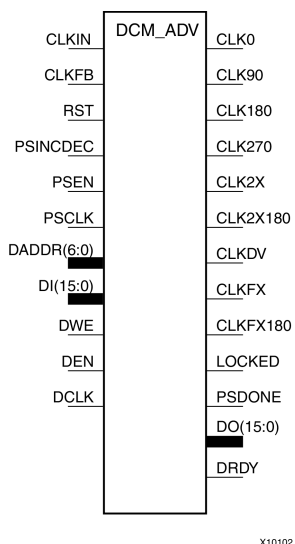 DCM_ADV
CLKIN
CLKFB
RST
PSINCDEC
PSEN
PSCLK
DADDR(6:0)
DI(15:0)
DWE
DEN
DCLK
CLK0
CLK90
CLK180
CLK270
CLK2X
CLK2X180
CLKDV
CLKFX
CLKFX180
LOCKED
PSDONE
DO(15:0)
DRDY
X10102